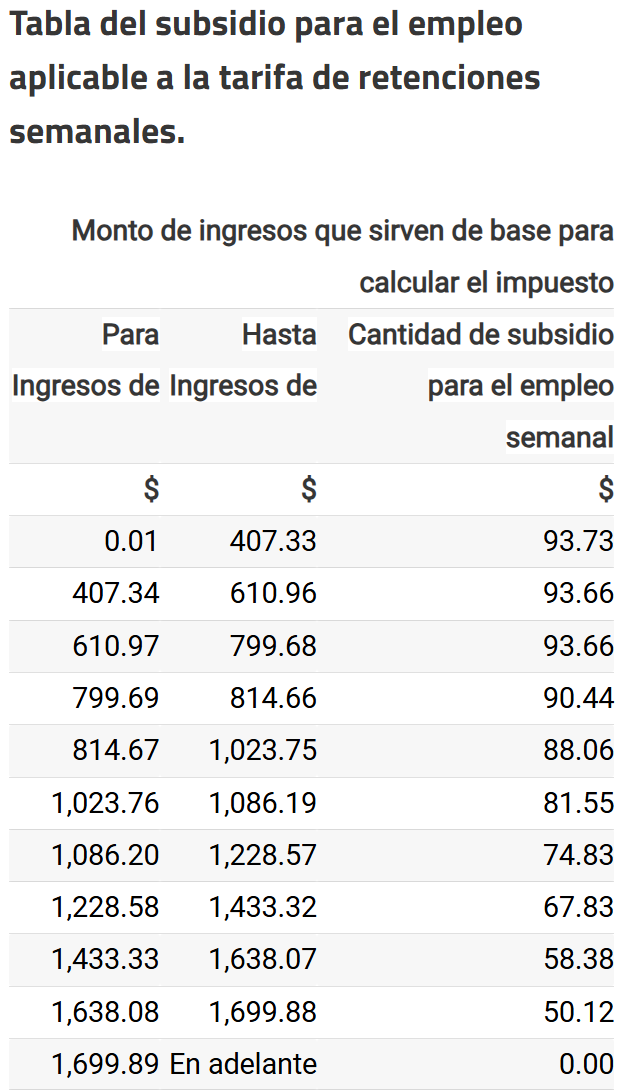 Tabla del subsidio para el empleo
aplicable a la tarifa de retenciones
semanales.
Monto de ingresos que sirven de base para
calcular el impuesto
Para Hasta Cantidad de subsidio
Ingresos de Ingresos de para el empleo
semanal
$ $ $
0.01 407.33 93.73
407.34 610.96 93.66
610.97 799.68 93.66
799.69 814.66 90.44
814.67 1,023.75 88.06
1,023.76 1,086.19 81.55
1,086.20 1,228.57 74.83
1,228.58 1,433.32 67.83
1,433.33 1,638.07 58.38
1,638.08 1,699.88 50.12
1,699.89 En adelante 0.00